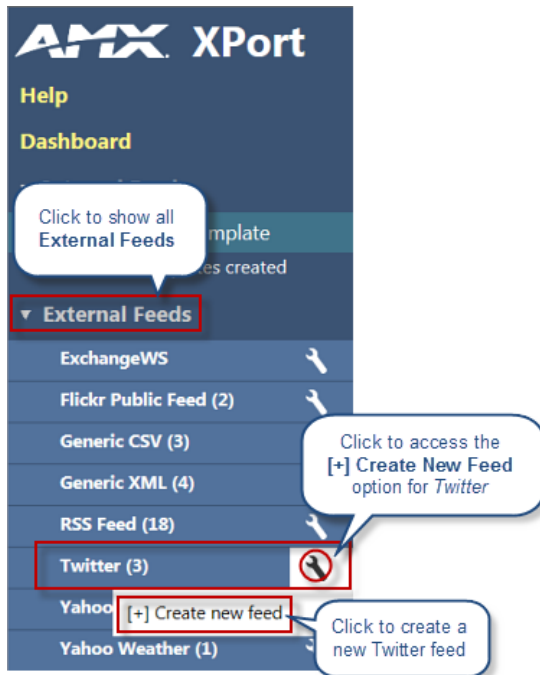 AMX XPort
Help
Dashboard
Click to show all
External Feeds
mplate
tes created
External Feeds
ExchangeWS
Flickr Public Feed (2)
Generic CSV (3)
Click to access the
[+] Create New Feed
option for Twitter
Generic XML (4)
RSS Feed (18)
Twitter (3)
Yahoo
[+] Create new feed
Click to create a
new Twitter feed
Yahoo Weather (1)